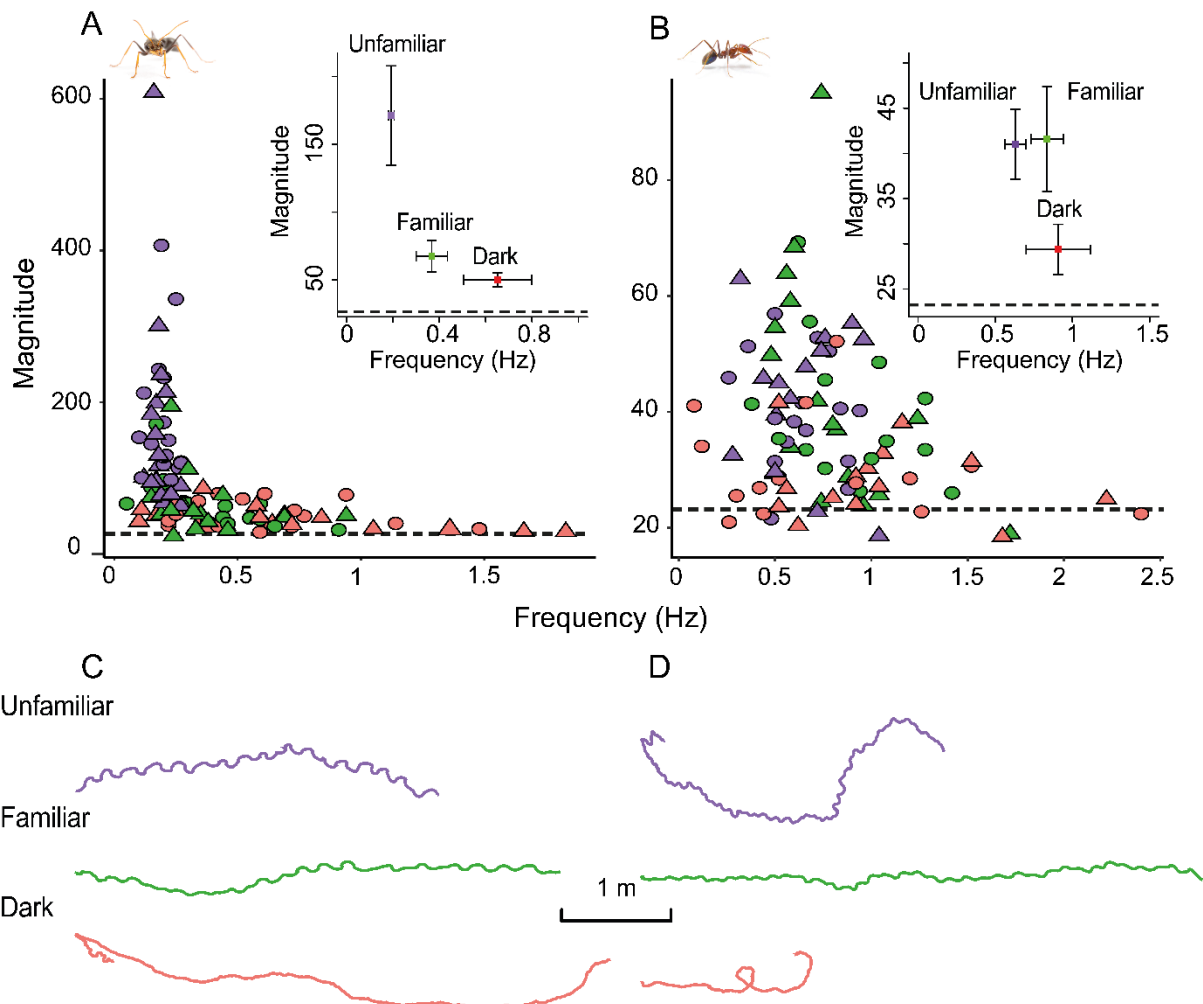 A
B
Unfamiliar
Familiar
Dark
150
50
Magnitude
0 0.4 0.8
Frequency (Hz)
Unfamiliar Familiar
Dark
45
35
25
Magnitude
0 0.5 1 1.5
Frequency (Hz)
600
400
200
0
Magnitude
0 0.5 1 1.5
80
60
40
20
Magnitude
0 0.5 1 1.5 2 2.5
Frequency (Hz)
C D
Unfamiliar
Familiar
1 m
Dark